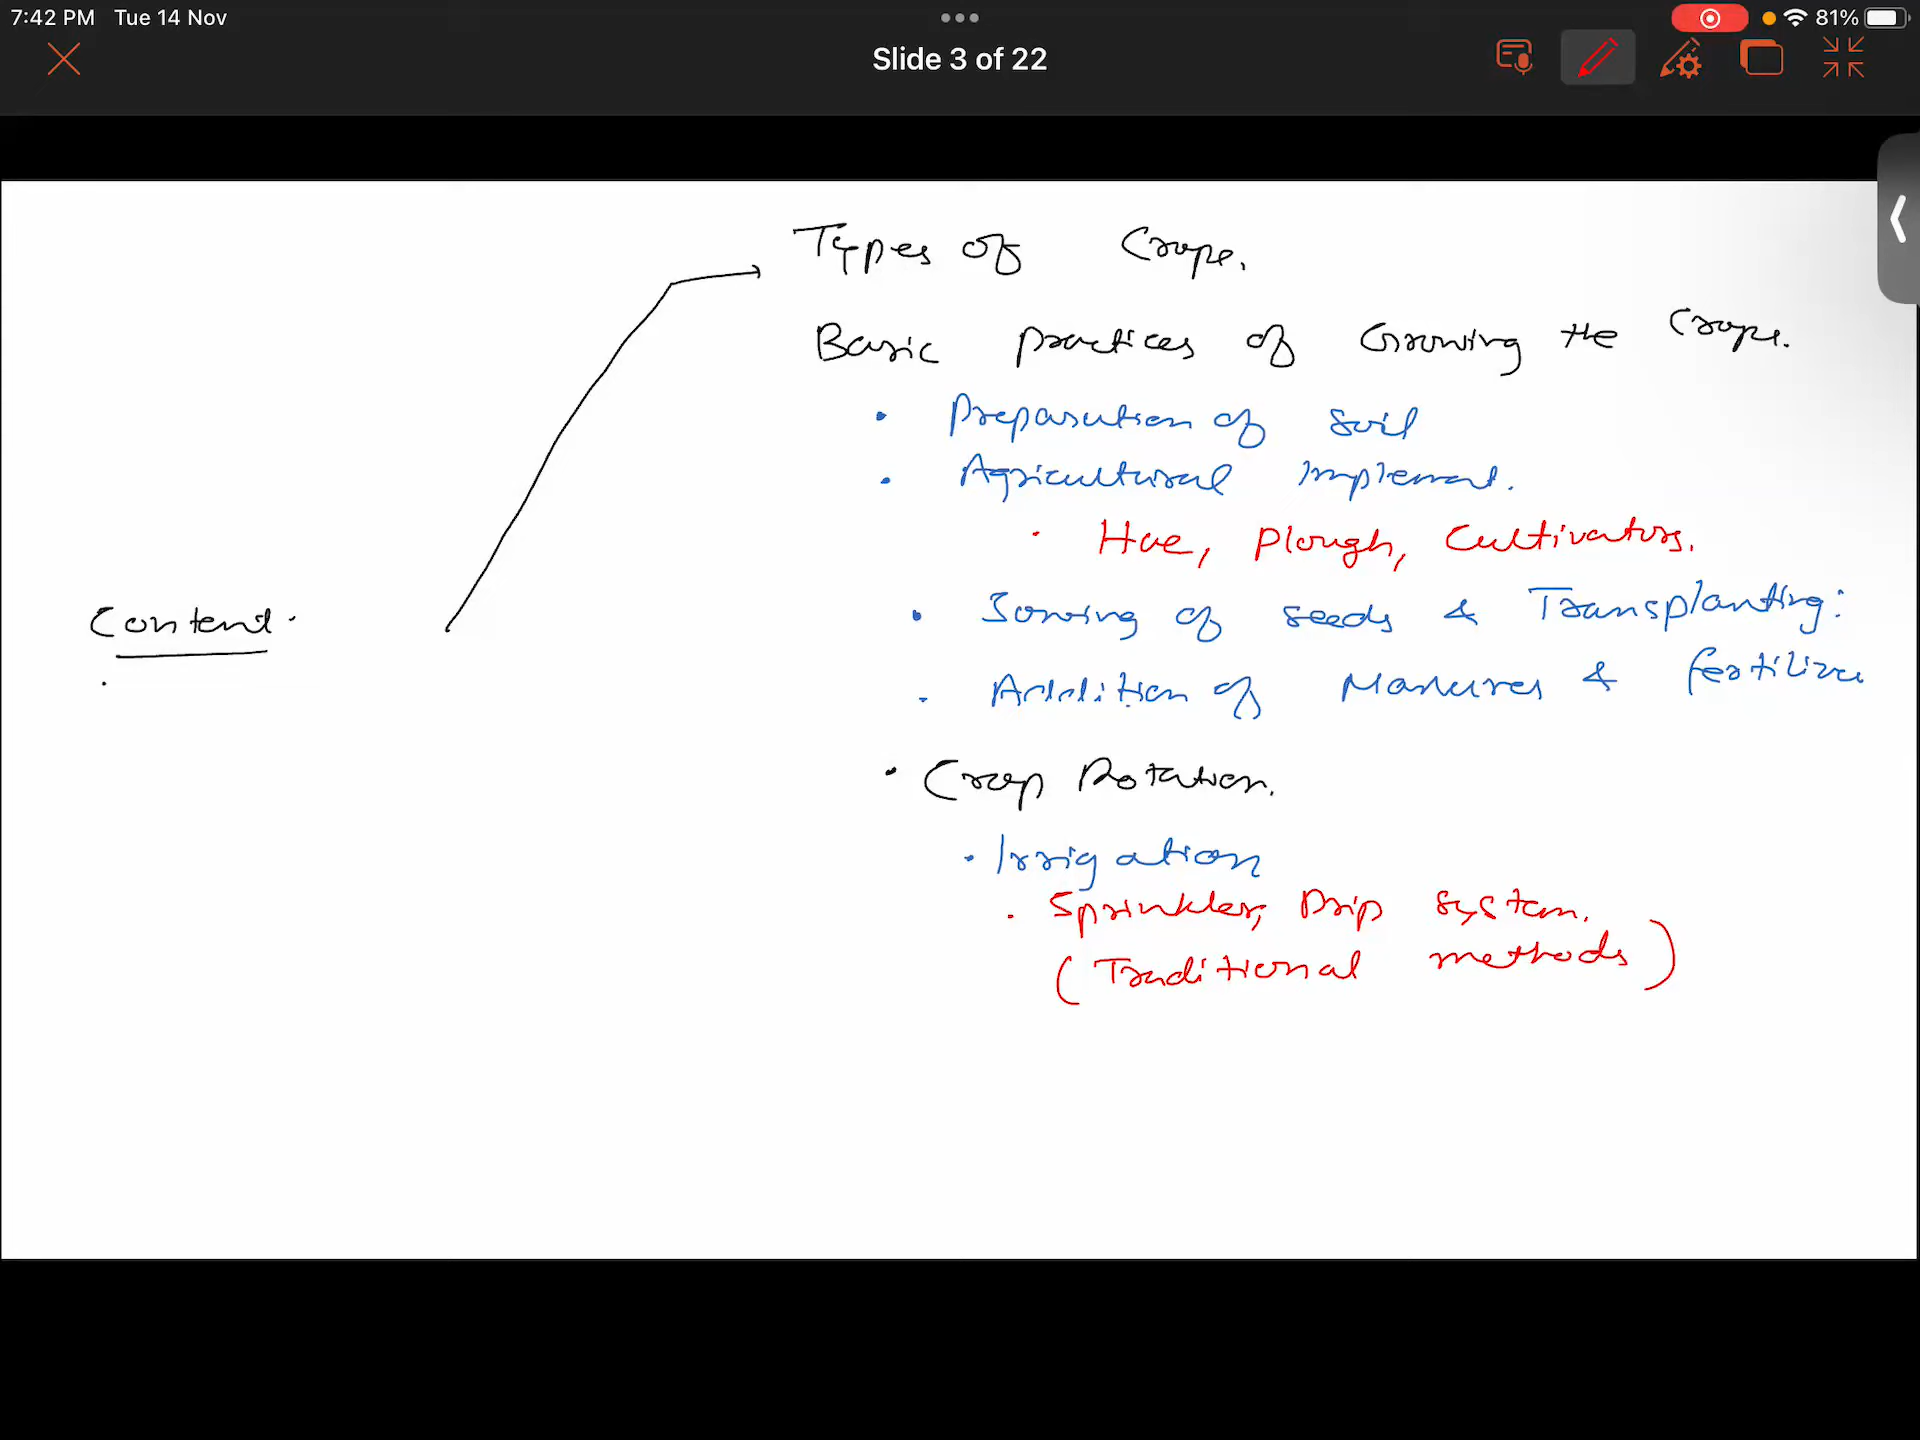 7:42 PM Tue 14 Nov
81%
Slide 3 of 22
Types of Crops.
Basic practices of Growing the Crops.
• Preparation of soil
• Agricultural Implement.
• Hoe, Plough, Cultivators.
Content.
• Sowing of seeds & Transplanting:
• Addition of Manures & fertilizer
• Crop Rotation.
• Irrigation
• Sprinkler, Drip system.
(Traditional methods)